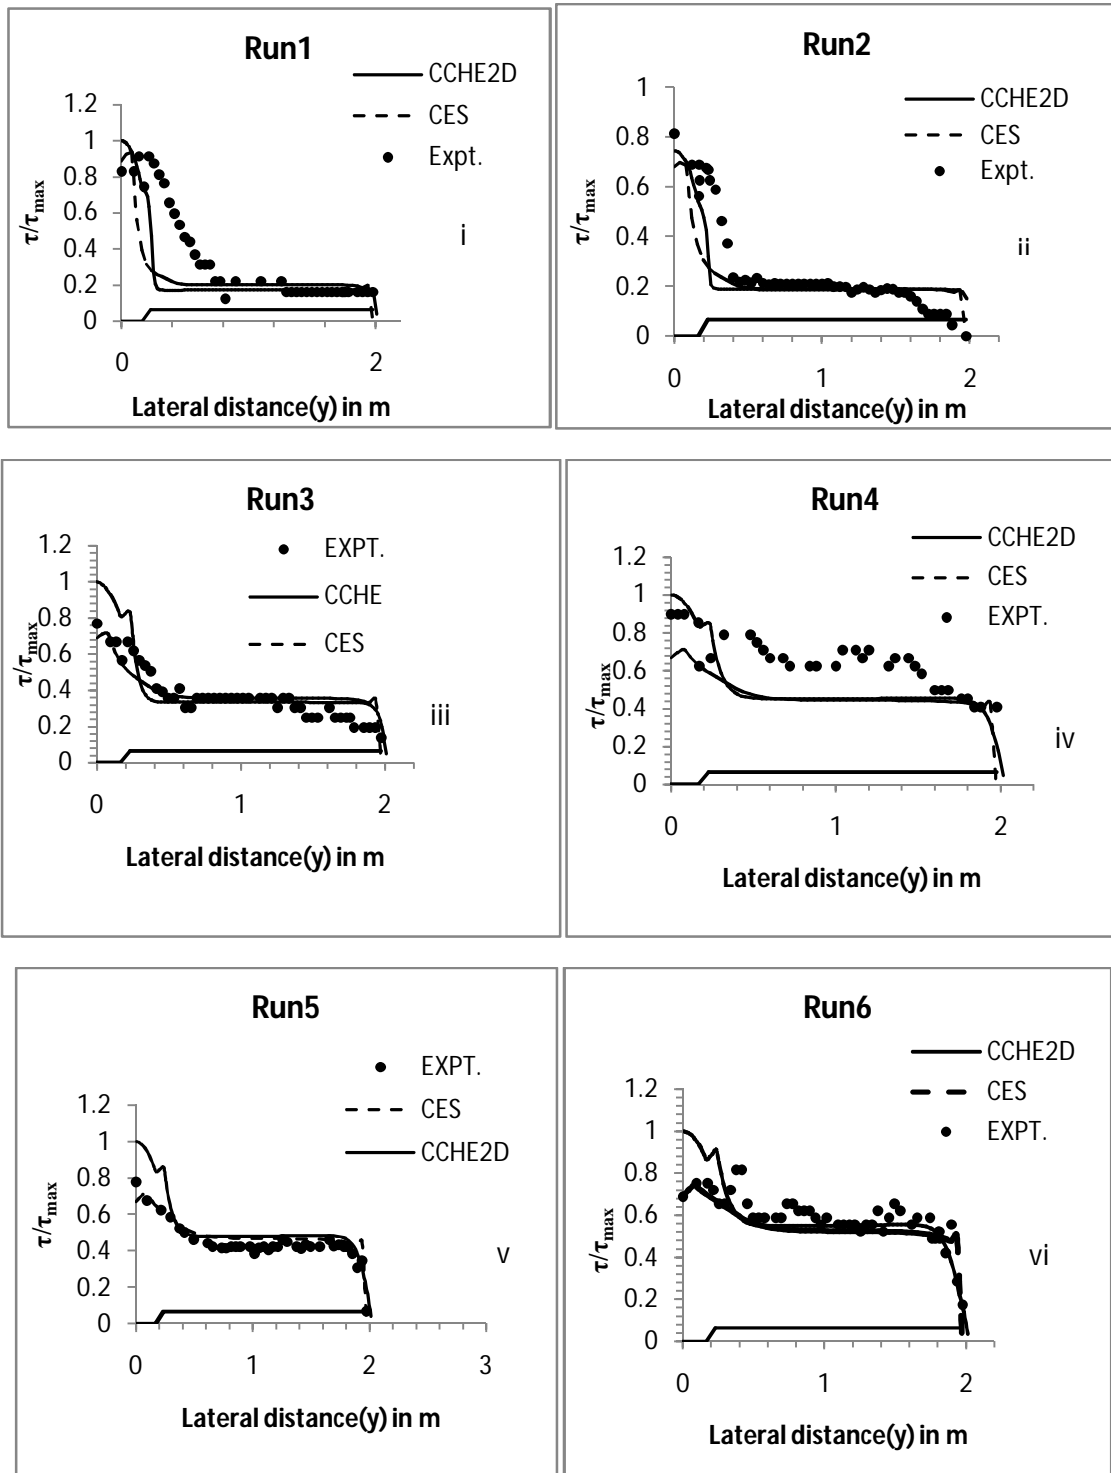 Run1
CCHE2D
CES
Expt.
1.2
1
0.8
0.6
0.4
0.2
0
τ/τmax
i
0
2
Lateral distance(y) in m
Run2
CCHE2D
CES
Expt.
1
0.8
0.6
0.4
0.2
0
τ/τmax
ii
0
1
2
Lateral distance(y) in m
Run3
EXPT.
CCHE
CES
1.2
1
0.8
0.6
0.4
0.2
0
τ/τmax
iii
0
1
2
Lateral distance(y) in m
Run4
CCHE2D
CES
EXPT.
1.2
1
0.8
0.6
0.4
0.2
0
τ/τmax
iv
0
1
2
Lateral distance(y) in m
Run5
EXPT.
CES
CCHE2D
1.2
1
0.8
0.6
0.4
0.2
0
τ/τmax
v
0
1
2
3
Lateral distance(y) in m
Run6
CCHE2D
CES
EXPT.
1.2
1
0.8
0.6
0.4
0.2
0
τ/τmax
vi
0
1
2
Lateral distance(y) in m